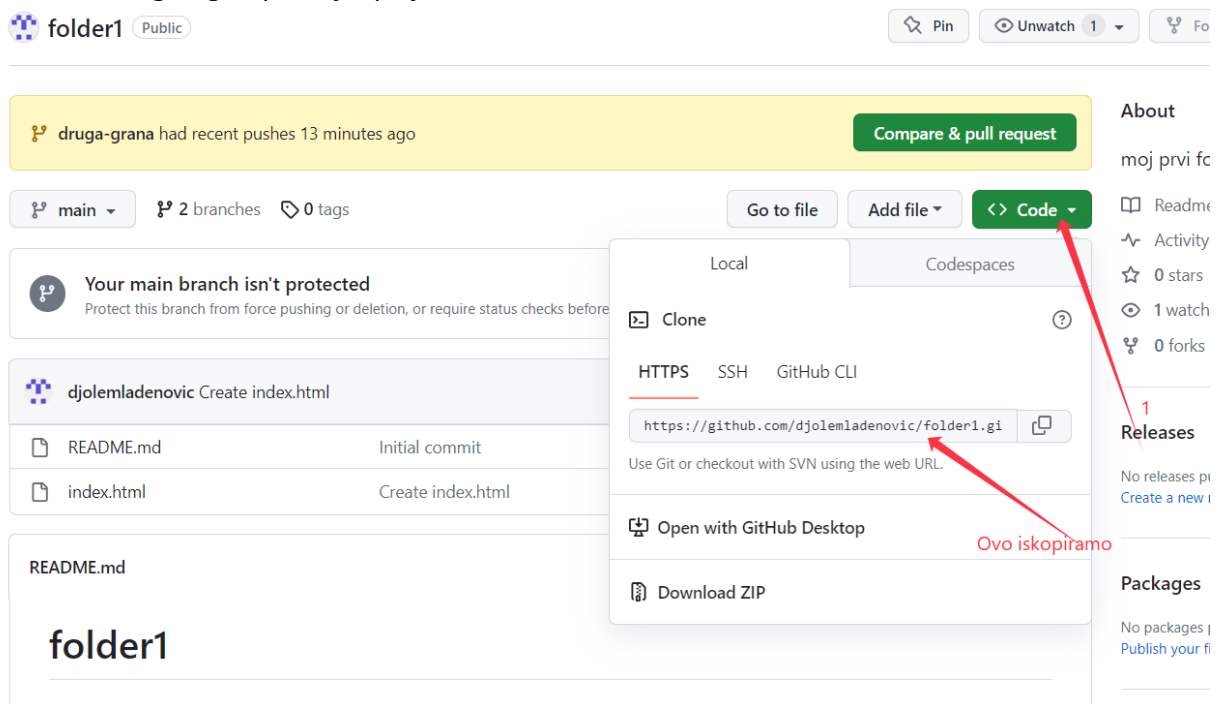 folder1 Public
Pin
Unwatch 1
Fo
druga-grana had recent pushes 13 minutes ago
Compare & pull request
About
moj prvi fo
main
2 branches
0 tags
Go to file
Add file
<> Code
Readme
Activity
0 stars
1 watch
0 forks
Local
Codespaces
Your main branch isn't protected
Protect this branch from force pushing or deletion, or require status checks before
Clone
HTTPS
SSH
GitHub CLI
https://github.com/djolemladenovic/folder1.gi
Use Git or checkout with SVN using the web URL.
djolemladenovic Create index.html
README.md
Initial commit
index.html
Create index.html
1
Releases
No releases pu
Create a new r
Open with GitHub Desktop
Ovo iskopiramo
Download ZIP
Packages
No packages p
Publish your fi
README.md
folder1